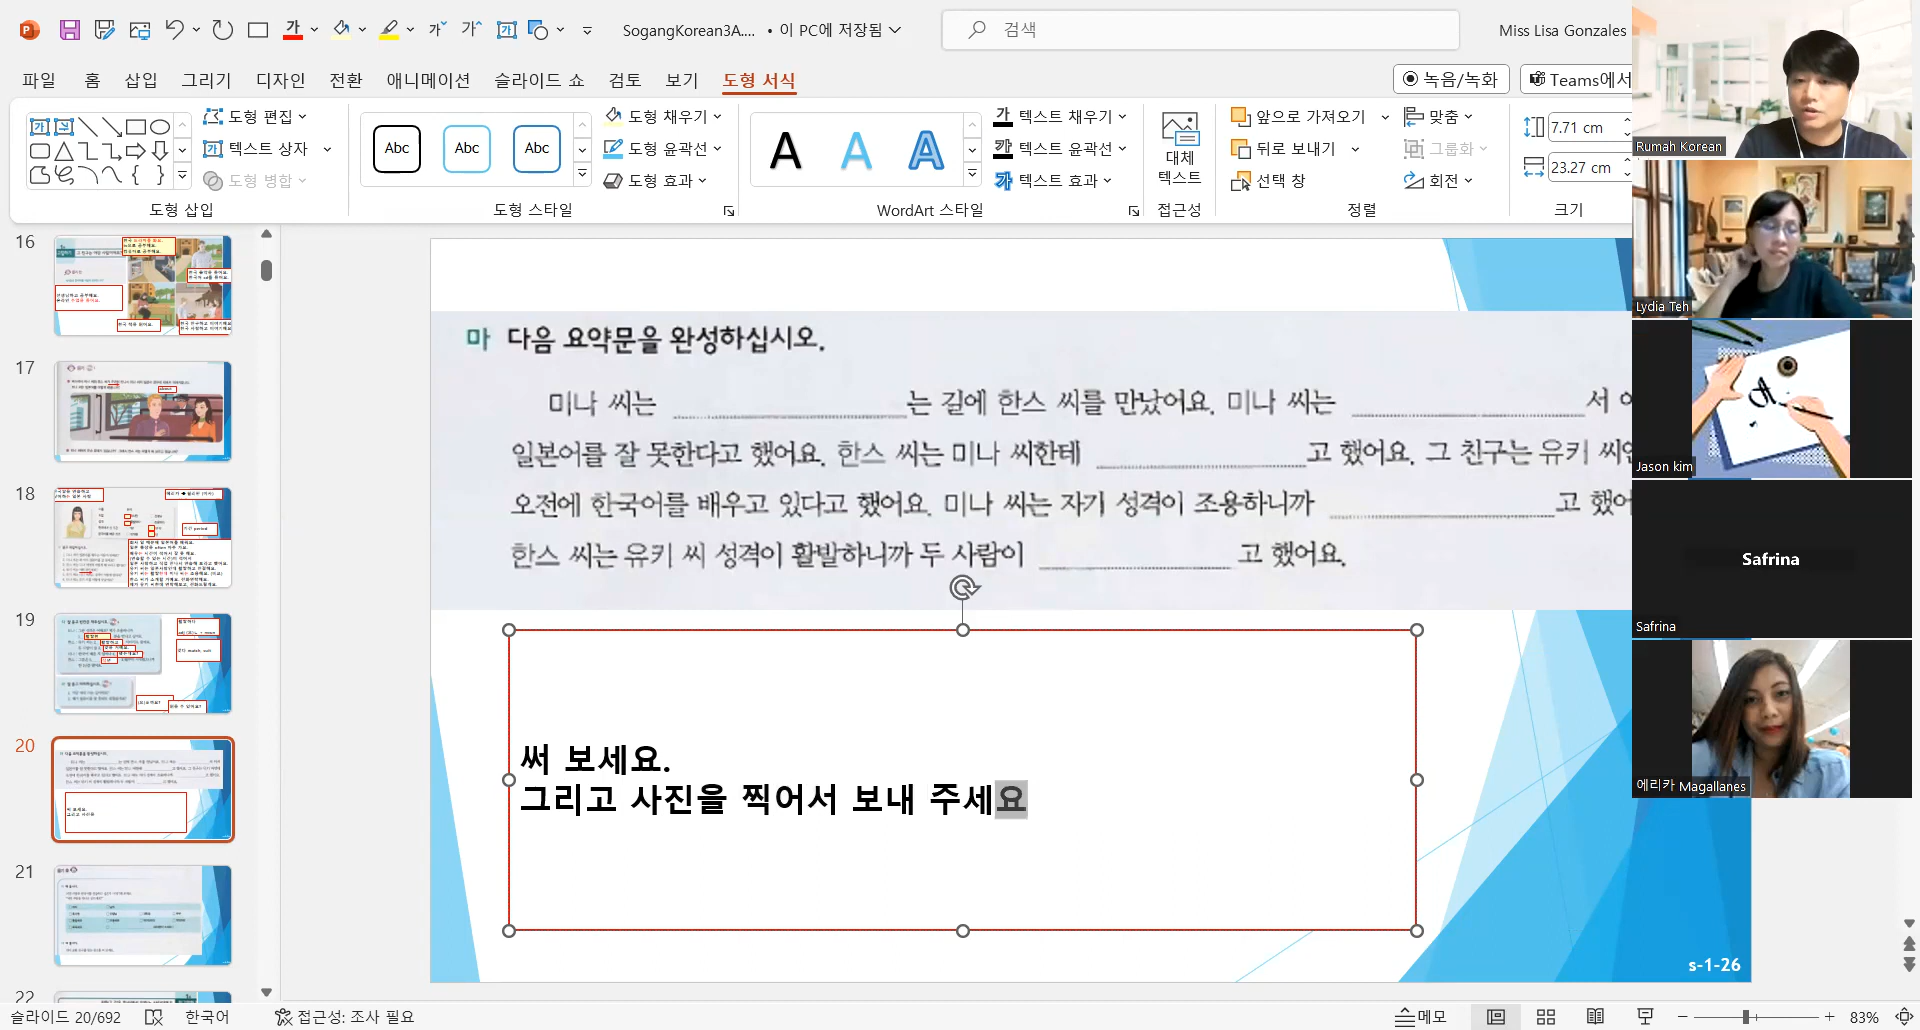 SogangKorean3A.... • 이 PC에 저장됨
검색
Miss Lisa Gonzales
파일 홈 삽입 그리기 디자인 전환 애니메이션 슬라이드 쇼 검토 보기 도형 서식
녹음/녹화
Teams에서
도형 편집
텍스트 상자
도형 병합
도형 삽입
Abc Abc Abc
도형 채우기
도형 윤곽선
도형 효과
도형 스타일
A A A
텍스트 채우기
텍스트 윤곽선
텍스트 효과
WordArt 스타일
대체
텍스트
접근성
앞으로 가져오기
뒤로 보내기
선택 창
맞춤
그룹화
회전
정렬
7.71 cm
23.27 cm
크기
16
17
18
19
20
21
22
마 다음 요약문을 완성하십시오.
미나 씨는 는 길에 한스 씨를 만났어요. 미나 씨는 서
일본어를 잘 못한다고 했어요. 한스 씨는 미나 씨한테 고 했어요. 그 친구는 유키
오전에 한국어를 배우고 있다고 했어요. 미나 씨는 자기 성격이 조용하니까 고
한스 씨는 유키 씨 성격이 활발하니까 두 사람이 고 했어요.
써 보세요.
그리고 사진을 찍어서 보내 주세요
s-1-26
Rumah Korean
Lydia Teh
Jason kim
Safrina
Safrina
에리카 Magallanes
슬라이드 20/692
한국어
접근성: 조사 필요
메모
83%